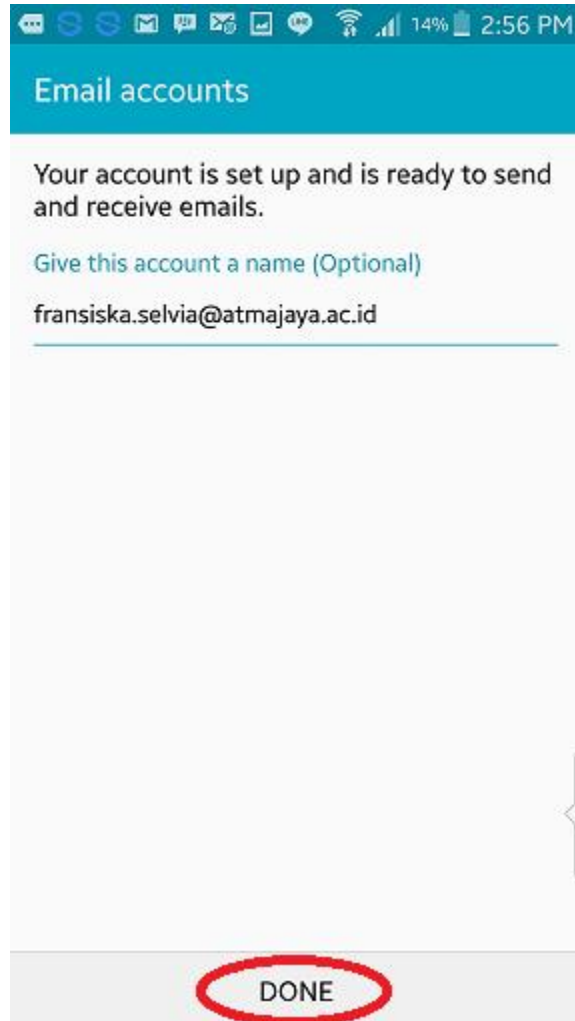 14% 2:56 PM
Email accounts
Your account is set up and is ready to send
and receive emails.
Give this account a name (Optional)
fransiska.selvia@atmajaya.ac.id
DONE